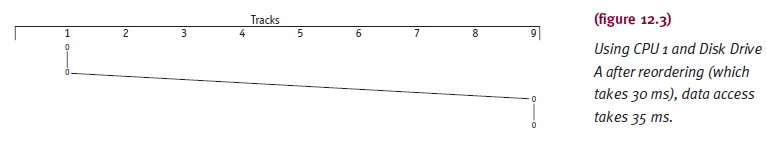 Tracks
1 2 3 4 5 6 7 8 9
0
0
0
0
(figure 12.3)
Using CPU 1 and Disk Drive
A after reordering (which
takes 30 ms), data access
takes 35 ms.